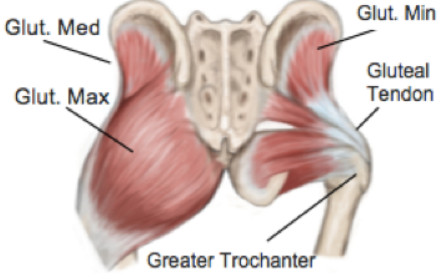 Glut. Med
Glut. Min
Glut. Max
Gluteal
Tendon
Greater Trochanter